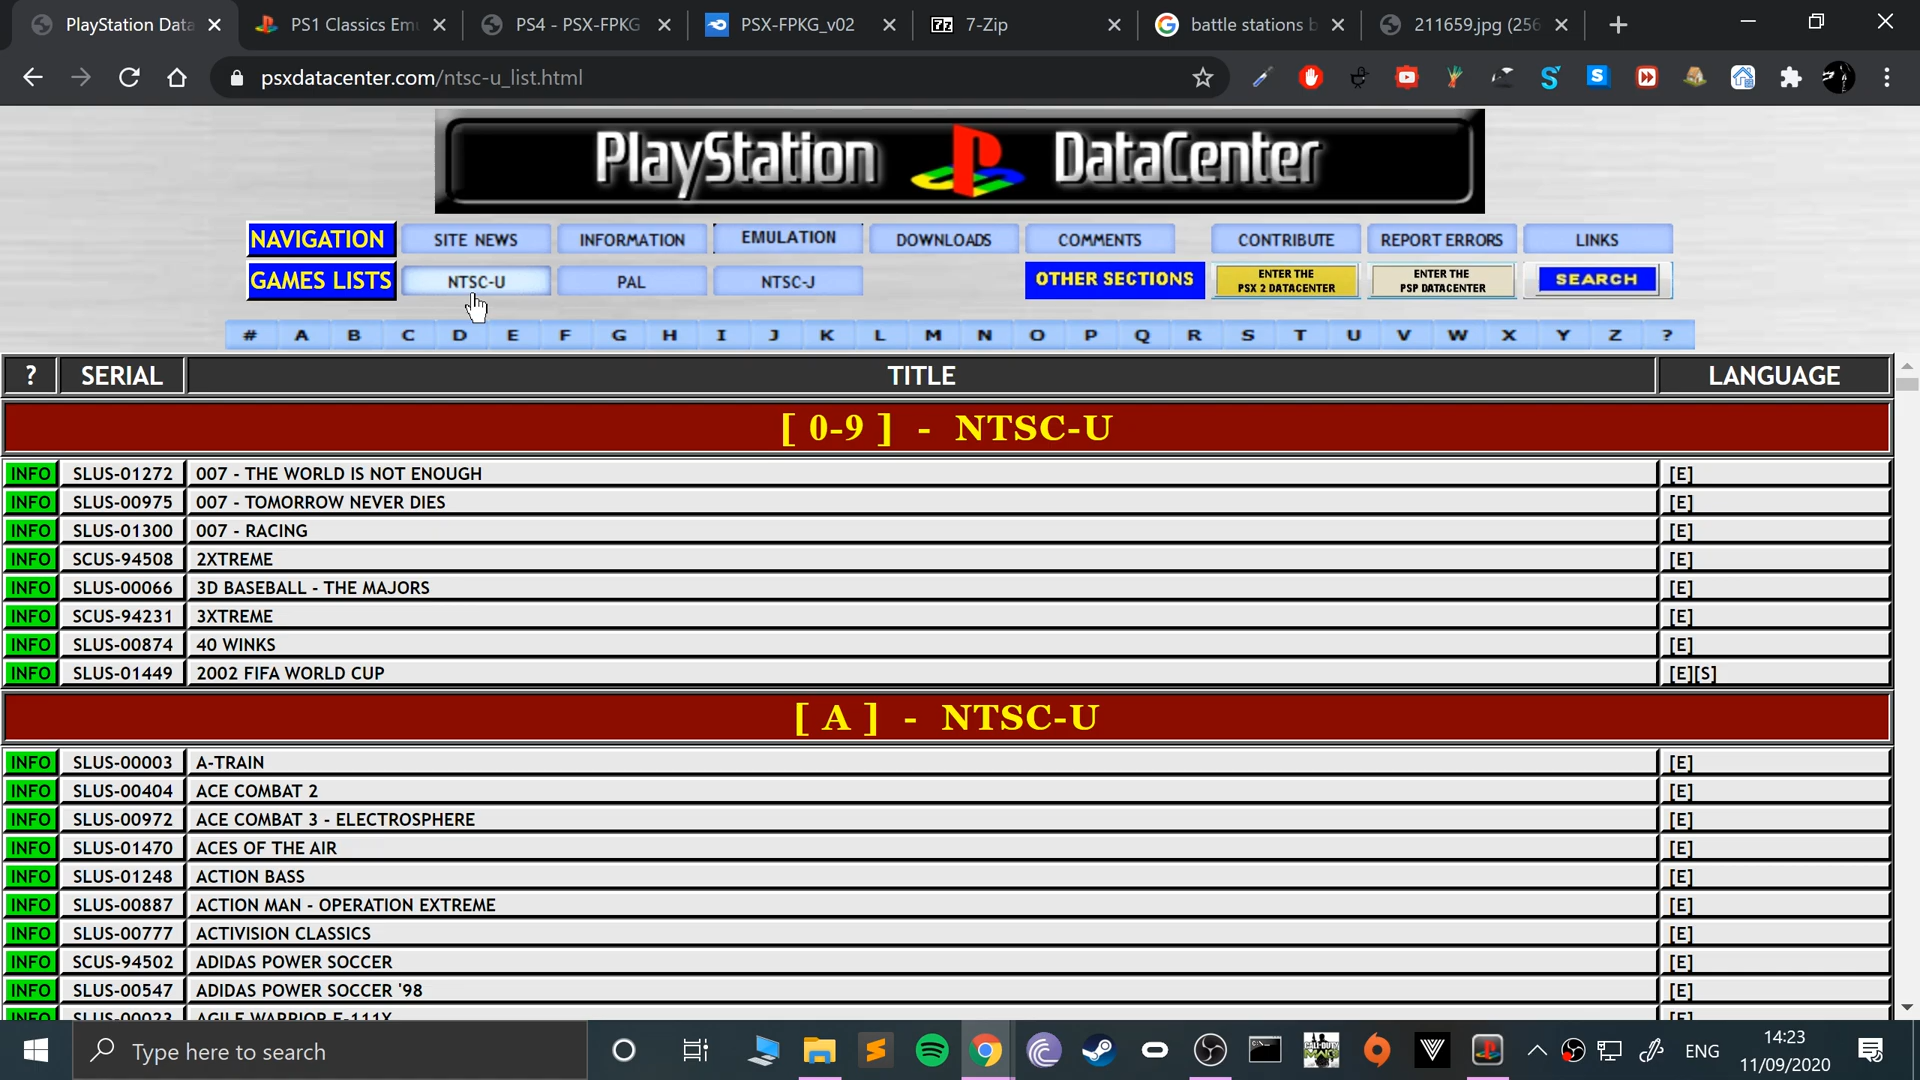 PlayStation Data
PS1 Classics Em
PS4 - PSX-FPKG
PSX-FPKG_v02
7-Zip
battle stations b
211659.jpg (256
psxdatacenter.com/ntsc-u_list.html
PlayStation DataCenter
NAVIGATION SITE NEWS INFORMATION EMULATION DOWNLOADS COMMENTS CONTRIBUTE REPORT ERRORS LINKS
GAMES LISTS NTSC-U PAL NTSC-J OTHER SECTIONS ENTER THE PSX 2 DATACENTER ENTER THE PSP DATACENTER SEARCH
# A B C D E F G H I J K L M N O P Q R S T U V W X Y Z ?
? SERIAL TITLE LANGUAGE
[ 0-9 ] - NTSC-U
INFO SLUS-01272 007 - THE WORLD IS NOT ENOUGH [E]
INFO SLUS-00975 007 - TOMORROW NEVER DIES [E]
INFO SLUS-01300 007 - RACING [E]
INFO SCUS-94508 2XTREME [E]
INFO SLUS-00066 3D BASEBALL - THE MAJORS [E]
INFO SCUS-94231 3XTREME [E]
INFO SLUS-00874 40 WINKS [E]
INFO SLUS-01449 2002 FIFA WORLD CUP [E][S]
[ A ] - NTSC-U
INFO SLUS-00003 A-TRAIN [E]
INFO SLUS-00404 ACE COMBAT 2 [E]
INFO SLUS-00972 ACE COMBAT 3 - ELECTROSPHERE [E]
INFO SLUS-01470 ACES OF THE AIR [E]
INFO SLUS-01248 ACTION BASS [E]
INFO SLUS-00887 ACTION MAN - OPERATION EXTREME [E]
INFO SLUS-00777 ACTIVISION CLASSICS [E]
INFO SCUS-94502 ADIDAS POWER SOCCER [E]
INFO SLUS-00547 ADIDAS POWER SOCCER '98 [E]
INFO SLUS-00023 AGILE WARRIOR F-111X [E]
Type here to search
ENG
14:23
11/09/2020